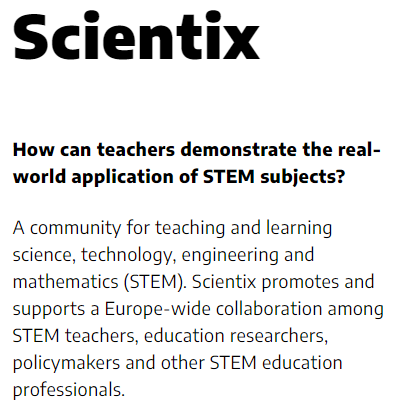 Scientix
How can teachers demonstrate the real-
world application of STEM subjects?
A community for teaching and learning
science, technology, engineering and
mathematics (STEM). Scientix promotes and
supports a Europe-wide collaboration among
STEM teachers, education researchers,
policymakers and other STEM education
professionals.